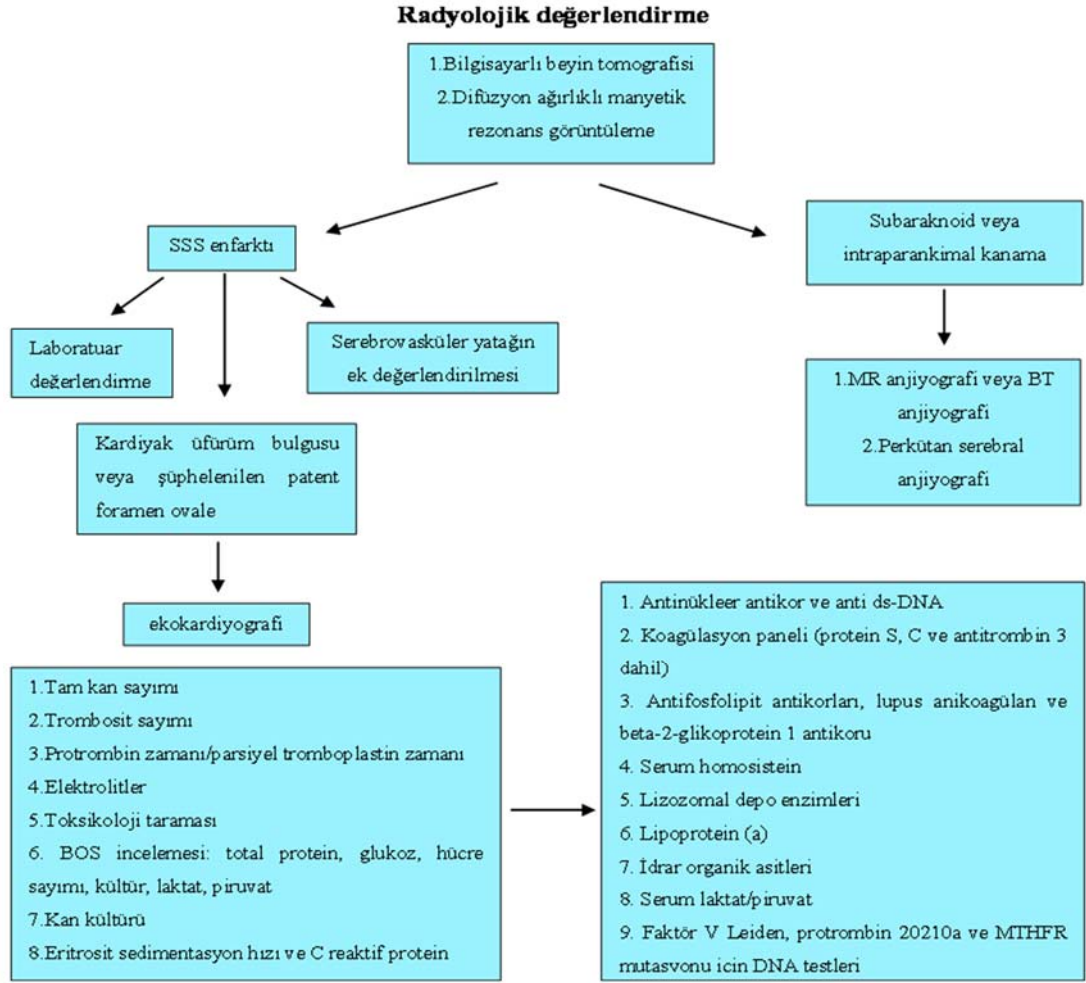 Radyolojik değerlendirme
1.Bilgisayarlı beyin tomografisi
2.Difüzyon ağırlıklı manyetik
rezonans görüntüleme
SSS enfarktı
Subaraknoid veya
intraparankimal kanama
Laboratuar
değerlendirme
Serebrovasküler yatağın
ek değerlendirilmesi
1.MR anjiyografi veya BT
anjiyografi
2.Perkütan serebral
anjiyografi
Kardiyak üfürüm bulgusu
veya şüphelenilen patent
foramen ovale
ekokardiyografi
1.Tam kan sayımı
2.Trombosit sayımı
3.Protrombin zamanı/parsiyel tromboplastin zamanı
4.Elektrolitler
5.Toksikoloji taraması
6. BOS incelemesi: total protein, glukoz, hücre
sayımı, kültür, laktat, piruvat
7.Kan kültürü
8.Eritrosit sedimentasyon hızı ve C reaktif protein
1. Antinükleer antikor ve anti ds-DNA
2. Koagülasyon paneli (protein S, C ve antitrombin 3
dahil)
3. Antifosfolipit antikorları, lupus anikoagülan ve
beta-2-glikoprotein 1 antikoru
4. Serum homosistein
5. Lizozomal depo enzimleri
6. Lipoprotein (a)
7. İdrar organik asitleri
8. Serum laktat/piruvat
9. Faktör V Leiden, protrombin 20210a ve MTHFR
mutasyonu için DNA testleri